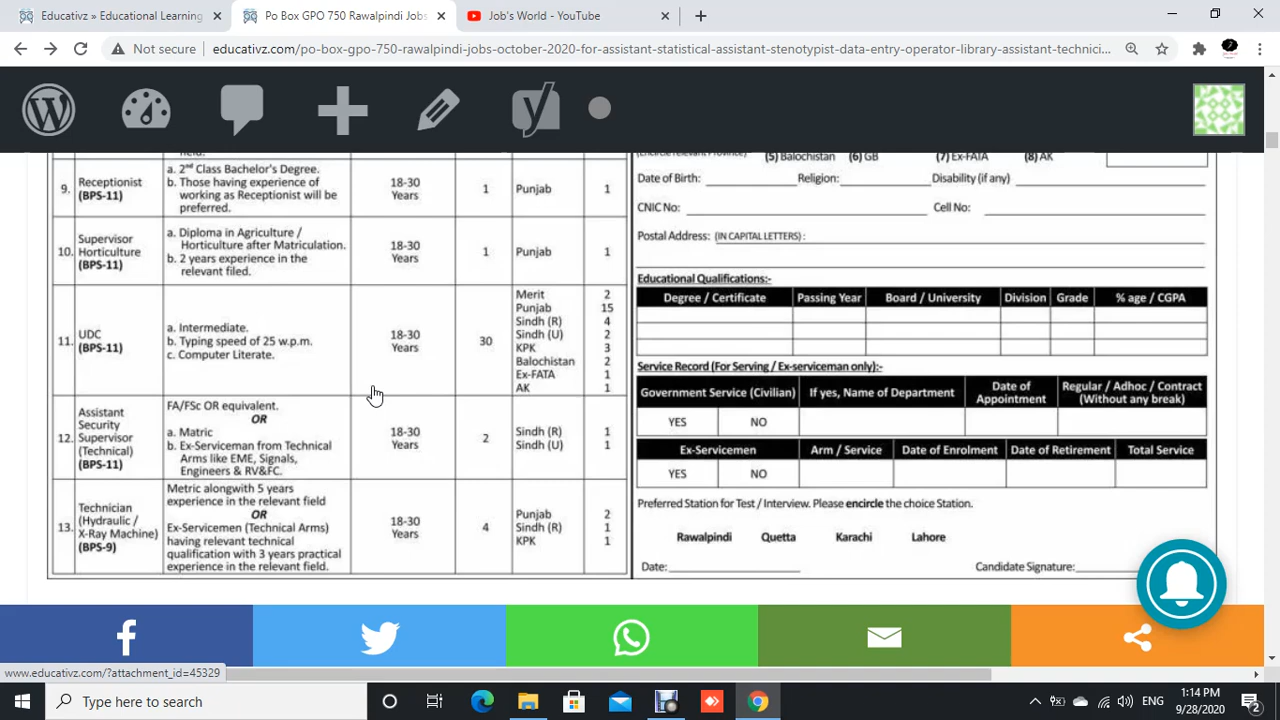 Educativz » Educational Learning
Po Box GPO 750 Rawalpindi Jobs
Job's World - YouTube
Not secure
educativz.com/po-box-gpo-750-rawalpindi-jobs-october-2020-for-assistant-statistical-assistant-stenotypist-data-entry-operator-library-assistant-technici...
9. Receptionist (BPS-11)
a. 2nd Class Bachelor's Degree.
b. Those having experience of
working as Receptionist will be
preferred.
18-30
Years
1
Punjab 1
10. Supervisor
Horticulture
(BPS-11)
a. Diploma in Agriculture /
Horticulture after Matriculation.
b. 2 years experience in the
relevant filed.
18-30
Years
1
Punjab 1
11. UDC
(BPS-11)
a. Intermediate.
b. Typing speed of 25 w.p.m.
c. Computer Literate.
18-30
Years
30
Merit 2
Punjab 15
Sindh (R) 4
Sindh (U) 2
KPK 3
Balochistan 2
Ex-FATA 1
AK 1
12. Assistant
Security
Supervisor
(Technical)
(BPS-11)
FA/FSc OR equivalent.
OR
a. Matric
b. Ex-Serviceman from Technical
Arms like EME, Signals,
Engineers & RV&FC.
18-30
Years
2
Sindh (R) 1
Sindh (U) 1
13. Technician
(Hydraulic /
X-Ray Machine)
(BPS-9)
Metric alongwith 5 years
experience in the relevant field
OR
Ex-Servicemen (Technical Arms)
having relevant technical
qualification with 3 years practical
experience in the relevant field.
18-30
Years
4
Punjab 2
Sindh (R) 1
KPK 1
(5) Balochistan (6) GB (7) Ex-FATA (8) AK
Date of Birth: Religion: Disability (if any)
CNIC No: Cell No:
Postal Address: (IN CAPITAL LETTERS) :
Educational Qualifications:-
Degree / Certificate Passing Year Board / University Division Grade % age / CGPA
Service Record (For Serving / Ex-serviceman only):-
Government Service (Civilian) If yes, Name of Department Date of Appointment Regular / Adhoc / Contract (Without any break)
YES NO
Ex-Servicemen Arm / Service Date of Enrolment Date of Retirement Total Service
YES NO
Preferred Station for Test / Interview. Please encircle the choice Station.
Rawalpindi Quetta Karachi Lahore
Date: Candidate Signature:
www.educativz.com/?attachment_id=45329
Type here to search
ENG
1:14 PM
9/28/2020
2